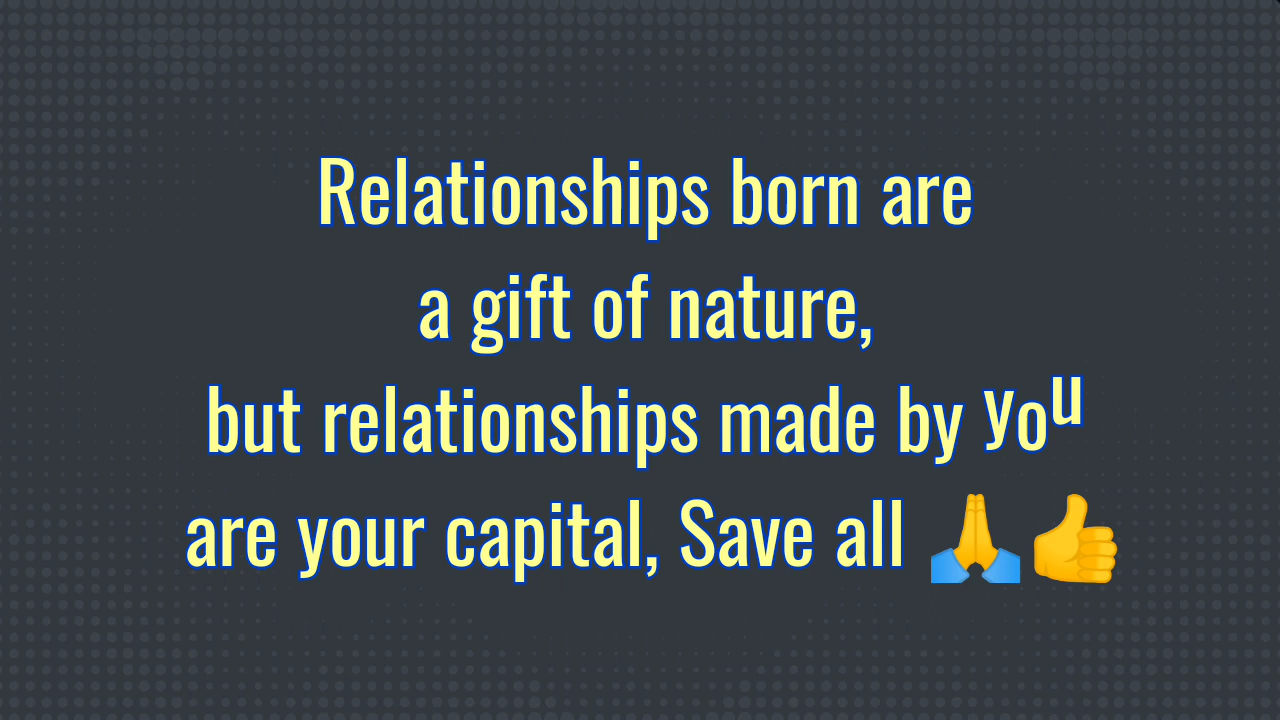 Relationships born are
a gift of nature,
but relationships made by you
are your capital, Save all 🙏👍